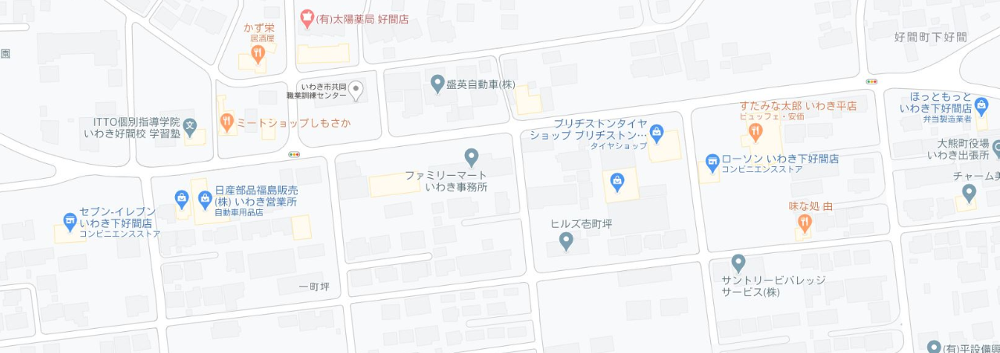 (有)太陽薬局 好間店
かず栄
居酒屋
好間町下好間
園
いわき市共同
職業訓練センター
盛英自動車(株)
ほっともっと
いわき下好間店
弁当製造業者
すたみな太郎 いわき平店
ビュッフェ・安価
ITTO個別指導学院
いわき好間校 学習塾
ミートショップしもさか
ブリヂストンタイヤ
ショップ ブリヂストン…
タイヤショップ
大熊町役場
いわき出張所
ローソン いわき下好間店
コンビニエンスストア
ファミリーマート
いわき事務所
チャーム美
日産部品福島販売
(株) いわき営業所
自動車用品店
セブン-イレブン
いわき下好間店
コンビニエンスストア
味な処 由
ヒルズ壱町坪
一町坪
サントリービバレッジ
サービス(株)
(有)平設備興